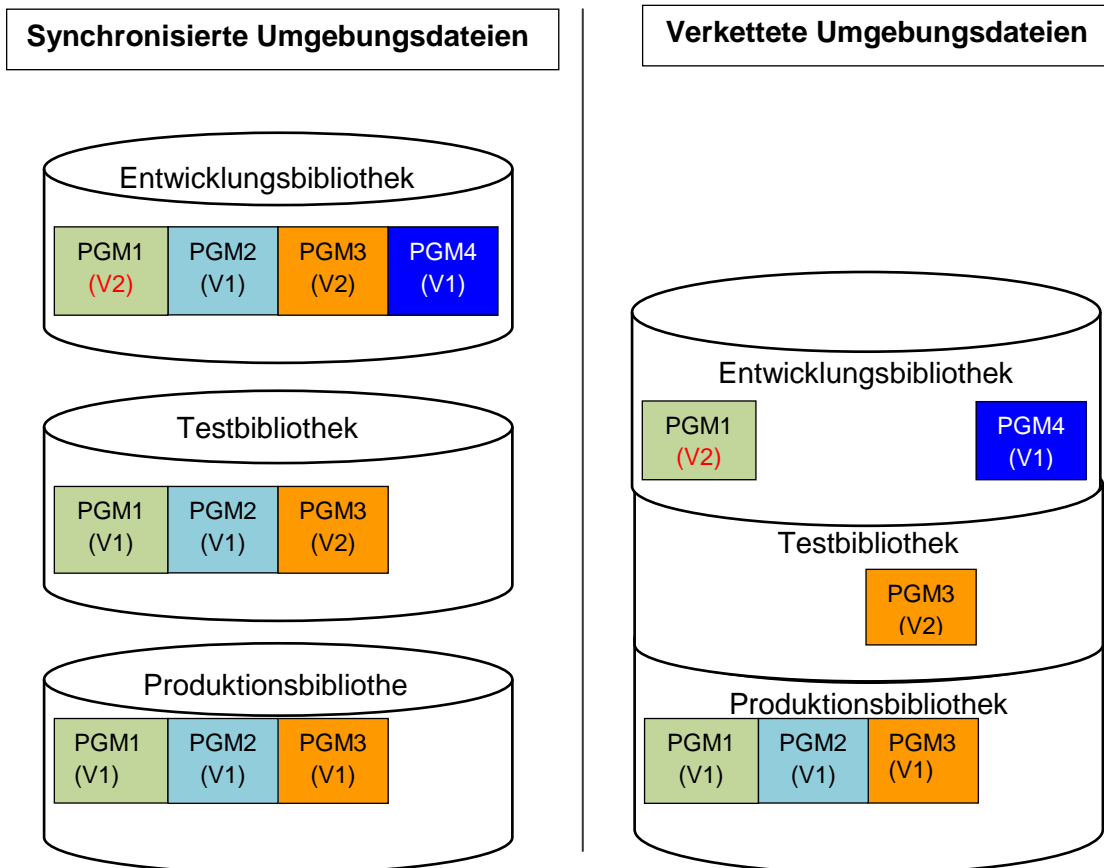 Synchronisierte Umgebungsdateien
Entwicklungsbibliothek
PGM1
(V2)
PGM2
(V1)
PGM3
(V2)
PGM4
(V1)
Testbibliothek
PGM1
(V1)
PGM2
(V1)
PGM3
(V2)
Produktionsbibliothe
PGM1
(V1)
PGM2
(V1)
PGM3
(V1)
Verkettete Umgebungsdateien
Entwicklungsbibliothek
PGM1
(V2)
PGM4
(V1)
Testbibliothek
PGM3
(V2)
Produktionsbibliothek
PGM1
(V1)
PGM2
(V1)
PGM3
(V1)